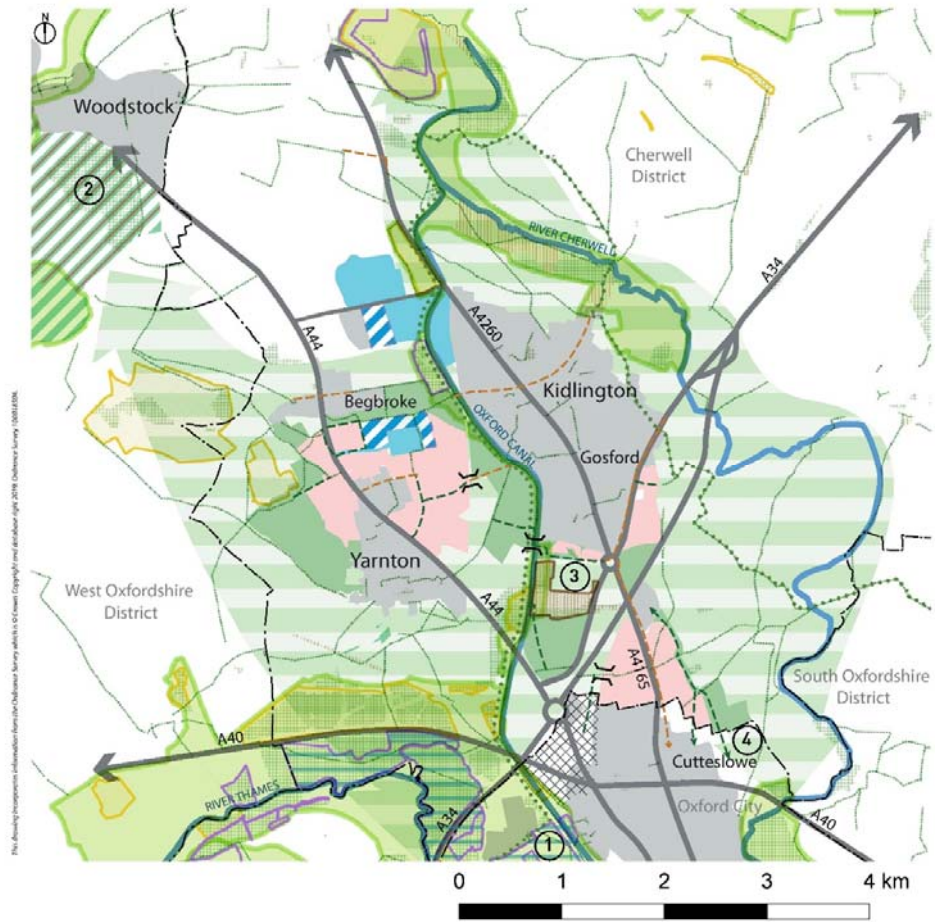 N
Woodstock
2
Cherwell
District
RIVER CHERWELL
A34
A44
A4260
Kidlington
Begbroke
OXFORD CANAL
Gosford
Yarnton
3
West Oxfordshire
District
A44
A4165
South Oxfordshire
District
4
A40
Cutteslowe
RIVER THAMES
Oxford City
A34
A40
1
0 1 2 3 4 km